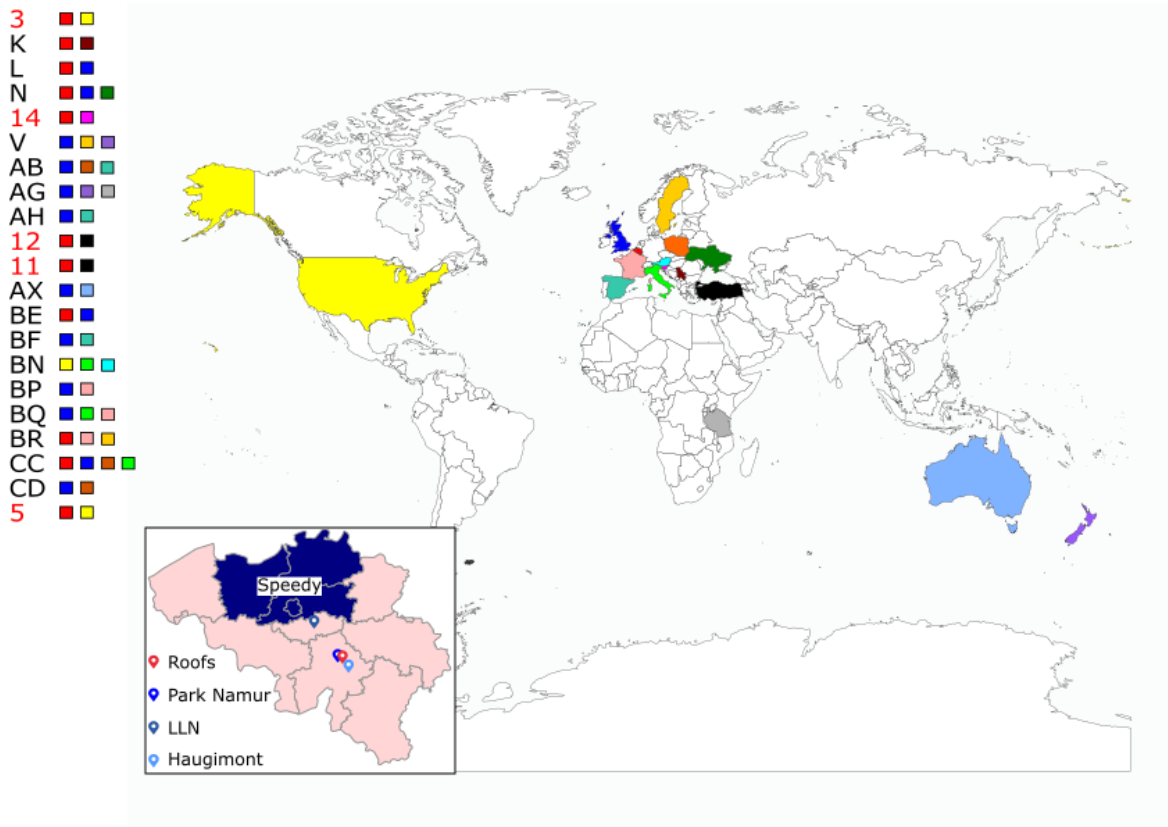 3
K
L
N
14
V
AB
AG
AH
12
11
AX
BE
BF
BN
BP
BQ
BR
CC
CD
5
Speedy
Roofs
Park Namur
LLN
Haugimont